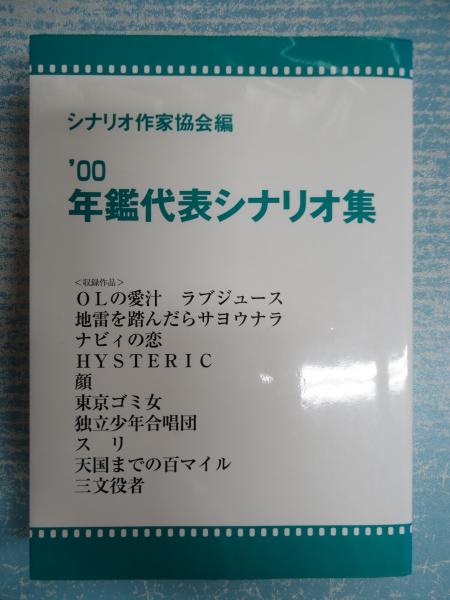 シナリオ作家協会編
'00
年鑑代表シナリオ集
<収録作品>
OLの愛汁 ラブジュース
地雷を踏んだらサヨウナラ
ナビィの恋
HYSTERIC
顔
東京ゴミ女
独立少年合唱団
ス リ
天国までの百マイル
三文役者